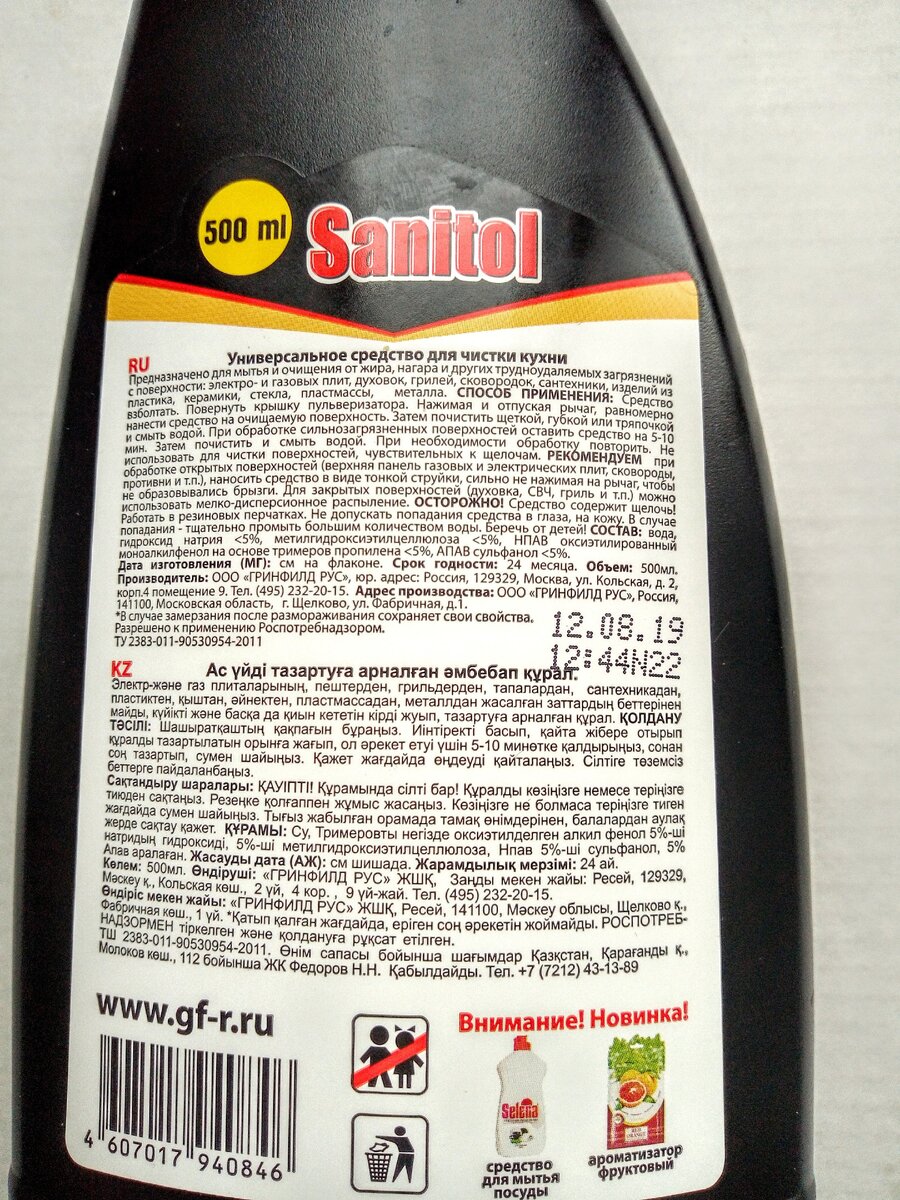 500 ml
Sanitol
RU
Универсальное средство для чистки кухни
Предназначено для мытья и очищения от жира, нагара и других трудноудаляемых загрязнений
с поверхности: электро- и газовых плит, духовок, грилей, сковородок, сантехники, изделий из
пластика, керамики, стекла, пластмассы, металла. СПОСОБ ПРИМЕНЕНИЯ: Средство
взболтать. Повернуть крышку пульверизатора. Нажимая и отпуская рычаг, равномерно
нанести средство на очищаемую поверхность. Затем почистить щеткой, губкой или тряпочкой
и смыть водой. При обработке сильнозагрязненных поверхностей оставить средство на 5-10
мин. Затем почистить и смыть водой. При необходимости обработку повторить. Не
использовать для чистки поверхностей, чувствительных к щелочам. РЕКОМЕНДУЕМ при
обработке открытых поверхностей (верхняя панель газовых и электрических плит, сковороды,
противни и т.п.), наносить средство в виде тонкой струйки, сильно не нажимая на рычаг, чтобы
не образовывались брызги. Для закрытых поверхностей (духовка, СВЧ, гриль и т.п.) можно
использовать мелко-дисперсионное распыление. ОСТОРОЖНО! Средство содержит щелочь!
Работать в резиновых перчатках. Не допускать попадания средства в глаза, на кожу. В случае
попадания - тщательно промыть большим количеством воды. Беречь от детей! СОСТАВ: вода,
гидроксид натрия <5%, метилгидроксиэтилцеллюлоза <5%, НПАВ оксиэтилированный
моноалкилфенол на основе тримеров пропилена <5%, АПАВ сульфанол <5%.
Дата изготовления (МГ): см на флаконе. Срок годности: 24 месяца. Объем: 500мл.
Производитель: ООО «ГРИНФИЛД РУС», юр. адрес: Россия, 129329, Москва, ул. Кольская, д. 2,
корп.4 помещение 9. Тел. (495) 232-20-15. Адрес производства: ООО «ГРИНФИЛД РУС», Россия,
141100, Московская область, г. Щелково, ул. Фабричная, д.1.
*В случае замерзания после размораживания сохраняет свои свойства.
Разрешено к применению Роспотребнадзором.
ТУ 2383-011-90530954-2011
12.08.19
12:44N22
KZ
Ас үйді тазартуға арналған әмбебап құрал.
Электр-және газ плиталарының, пештерден, грильдерден, тапалардан, сантехникадан,
пластиктен, қыштан, әйнектен, пластмассадан, металлдан жасалған заттардың беттерінен
майды, күйікті және басқа да қиын кететін кірді жуып, тазартуға арналған құрал. ҚОЛДАНУ
ТӘСІЛІ: Шашыратқаштың қақпағын бұраңыз. Иінтіректі басып, қайта жібере отырып
құралды тазартылатын орынға жағып, ол әрекет етуі үшін 5-10 минөтке қалдырыңыз, сонан
соң тазартып, сумен шайыңыз. Қажет жағдайда өңдеуді қайталаңыз. Сілтіге төземсіз
беттерге пайдаланбаңыз.
Сақтандыру шаралары: ҚАУІПТІ! Құрамында сілті бар! Құралды көзіңізге немесе теріңізге
тиюден сақтаңыз. Резеңке қолғаппен жұмыс жасаңыз. Көзіңізге не болмаса теріңізге тиген
жағдайда сумен шайыңыз. Тығыз жабылған орамада тамақ өнімдерінен, балалардан аулақ
жерде сақтау қажет. ҚҰРАМЫ: Су, Тримеровты негізде оксиэтилделген алкил фенол 5%-ші
натридың гидроксиді, 5%-ші метилгидроксиэтилцеллюлоза, Нпав 5%-ші сульфанол, 5%
Апав аралаған. Жасауды дата (АЖ): см шишада. Жарамдылық мерзімі: 24 ай.
Көлем: 500мл. Өндіруші: «ГРИНФИЛД РУС» ЖШҚ, Заңды мекен жайы: Ресей, 129329,
Мәскеу қ., Кольская көш., 2 үй, 4 кор., 9 үй-жай. Тел. (495) 232-20-15.
Өндіріс мекен жайы: «ГРИНФИЛД РУС» ЖШҚ, Ресей, 141100, Мәскеу облысы, Щелково қ.,
Фабричная көш., 1 үй. *Қатып қалған жағдайда, еріген соң әрекетін жоймайды. РОСПОТРЕБ-
НАДЗОРМЕН тіркелген және қолдануға рұқсат етілген.
ТШ 2383-011-90530954-2011. Өнім сапасы бойынша шағымдар Қазақстан, Қарағанды қ.,
Молоков көш., 112 бойынша ЖК Федоров Н.Н. Қабылдайды. Тел. +7 (7212) 43-13-89
www.gf-r.ru
Внимание! Новинка!
Selena
средство
для мытья
посуды
ароматизатор
фруктовый
4 607017 940846